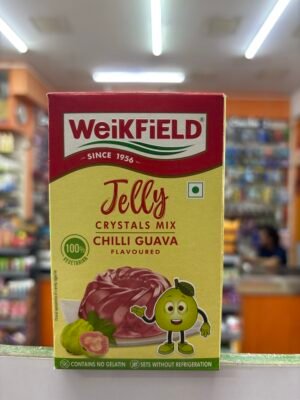 WeiKFiELD®
SINCE 1956
Jelly
CRYSTALS MIX
CHILLI GUAVA
FLAVOURED
100%
VEGETARIAN
CONTAINS NO GELATIN
SETS WITHOUT REFRIGERATION